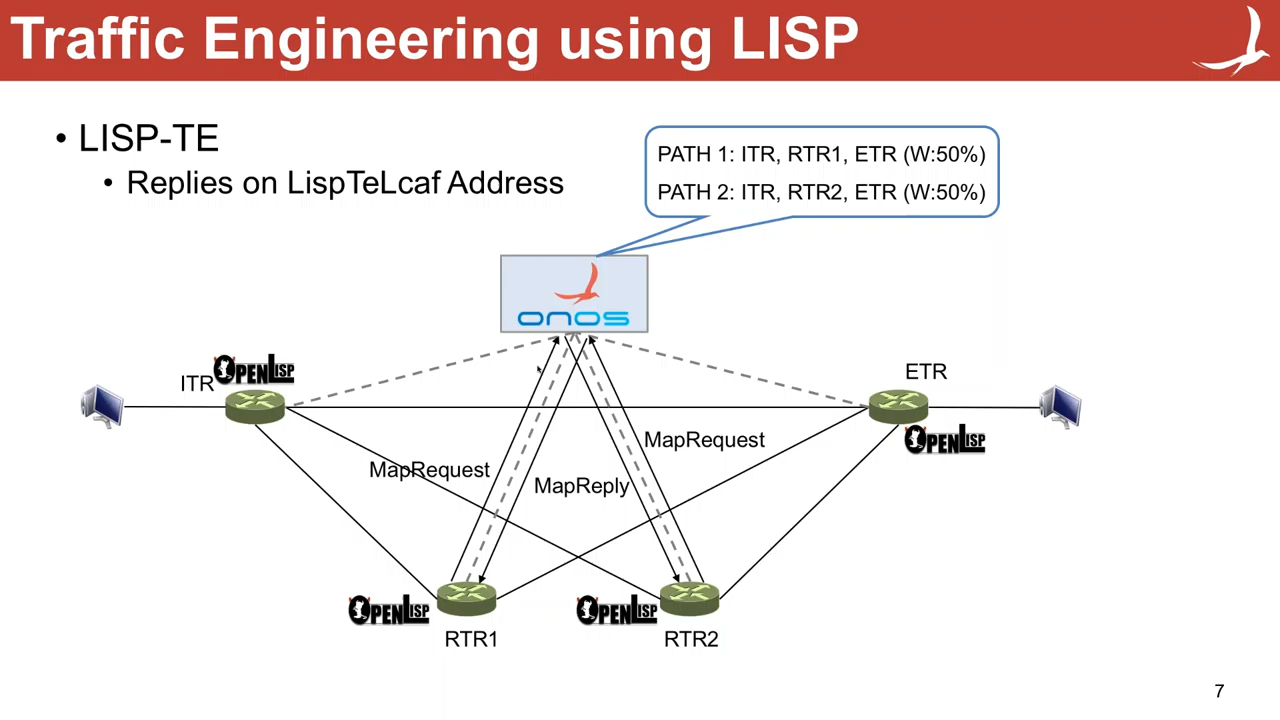 Traffic Engineering using LISP
• LISP-TE
• Replies on LispTeLcaf Address
PATH 1: ITR, RTR1, ETR (W:50%)
PATH 2: ITR, RTR2, ETR (W:50%)
onos
ITR
OPENLISP
ETR
OPENLISP
MapRequest
MapRequest
MapReply
OPENLISP
OPENLISP
RTR1
RTR2
7